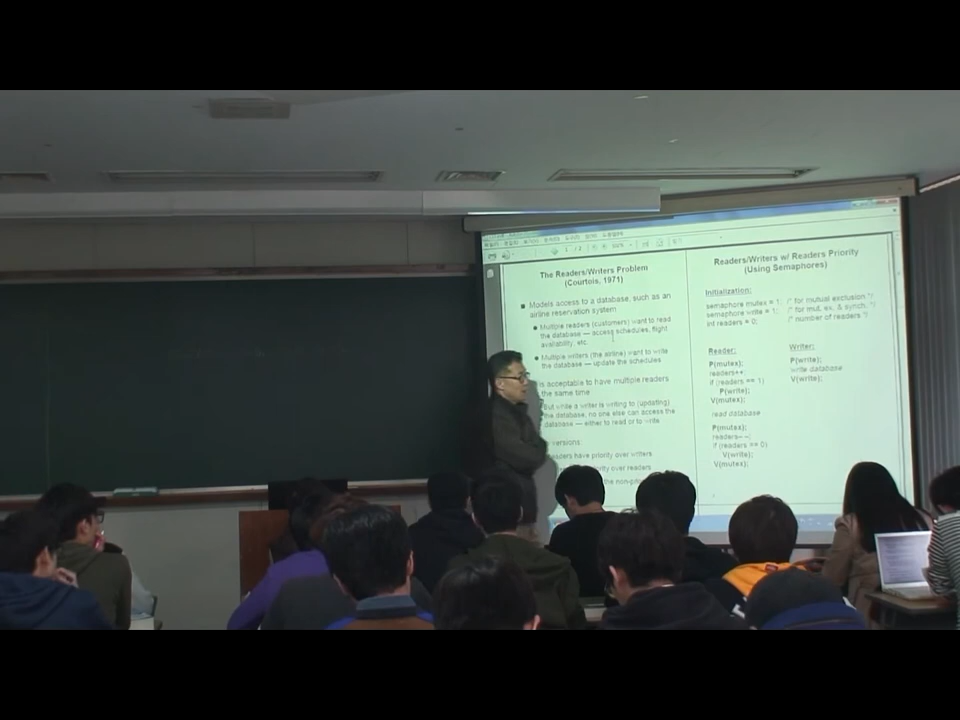 The Readers/Writers Problem
(Courtois, 1971)
Models access to a database, such as an
airline reservation system
Multiple readers (customers) want to read
the database — access schedules, flight
availability, etc.
Multiple writers (the airline) want to write
the database — update the schedules
is acceptable to have multiple readers
the same time
But while a writer is writing to (updating)
the database, no one else can access the
database — either to read or to write
versions:
readers have priority over writers
priority over readers
Readers/Writers w/ Readers Priority
(Using Semaphores)
Initialization:
semaphore mutex = 1; /* for mutual exclusion */
semaphore write = 1; /* for mut. ex. & synch. */
int readers = 0; /* number of readers */
Reader:
P(mutex);
readers++;
if (readers == 1)
P(write);
V(mutex);
read database
P(mutex);
readers--;
if (readers == 0)
V(write);
V(mutex);
Writer:
P(write);
write database
V(write);